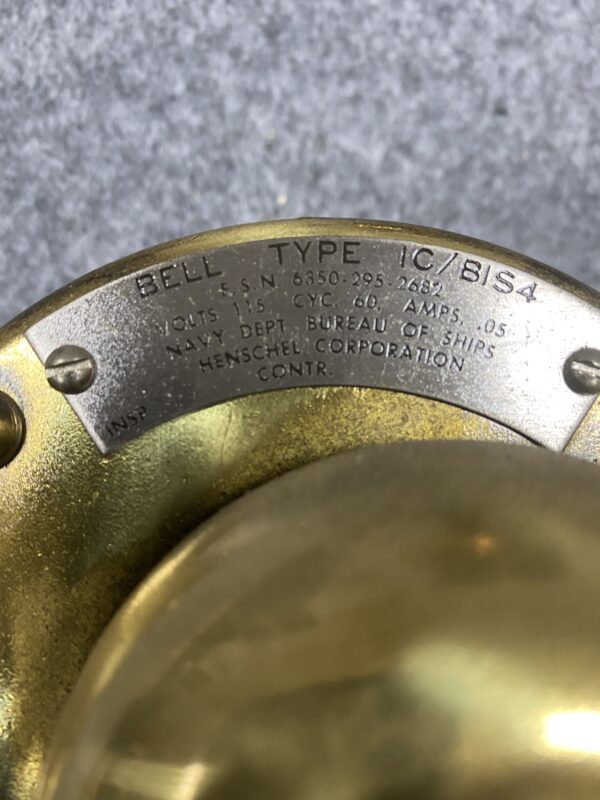 BELL TYPE IC/B1S4
F.S.N. 6350-295-2682
VOLTS 115 CYC. 60, AMPS. .05
NAVY DEPT. BUREAU OF SHIPS
HENSCHEL CORPORATION
CONTR.
INSP